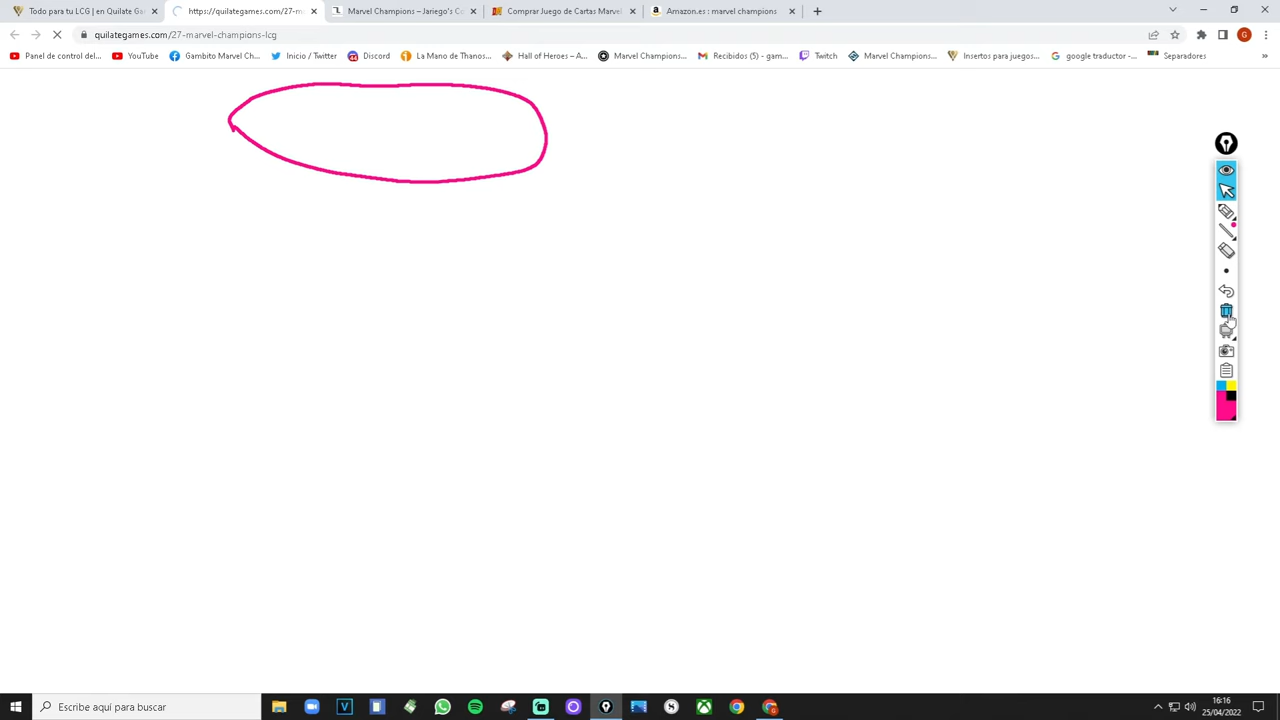 Todo para tu LCG | en Quilate Ga
https://quilategames.com/27-m
Marvel Champions – Jariego's Co
Comprar Juego de Cartas Marvel
Amazon.es : marvel champions
quilategames.com/27-marvel-champions-lcg
G
Panel de control del...
YouTube
Gambito Marvel Ch...
Inicio / Twitter
Discord
La Mano de Thanos...
Hall of Heroes – A...
Marvel Champions...
Recibidos (5) - gam...
Twitch
Marvel Champions...
Insertos para juegos...
google traductor -...
Separadores
»
Escribe aquí para buscar
16:16
25/04/2022